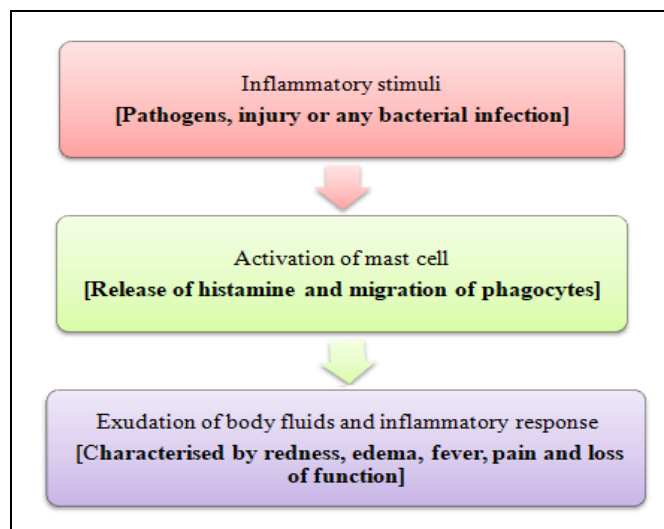 Inflammatory stimuli
[Pathogens, injury or any bacterial infection]
Activation of mast cell
[Release of histamine and migration of phagocytes]
Exudation of body fluids and inflammatory response
[Characterised by redness, edema, fever, pain and loss
of function]